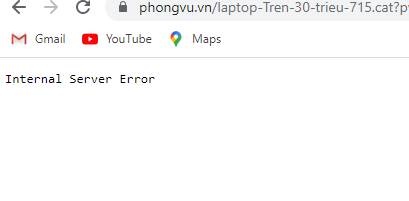 phongvu.vn/laptop-Tren-30-trieu-715.cat?p
Gmail YouTube Maps
Internal Server Error